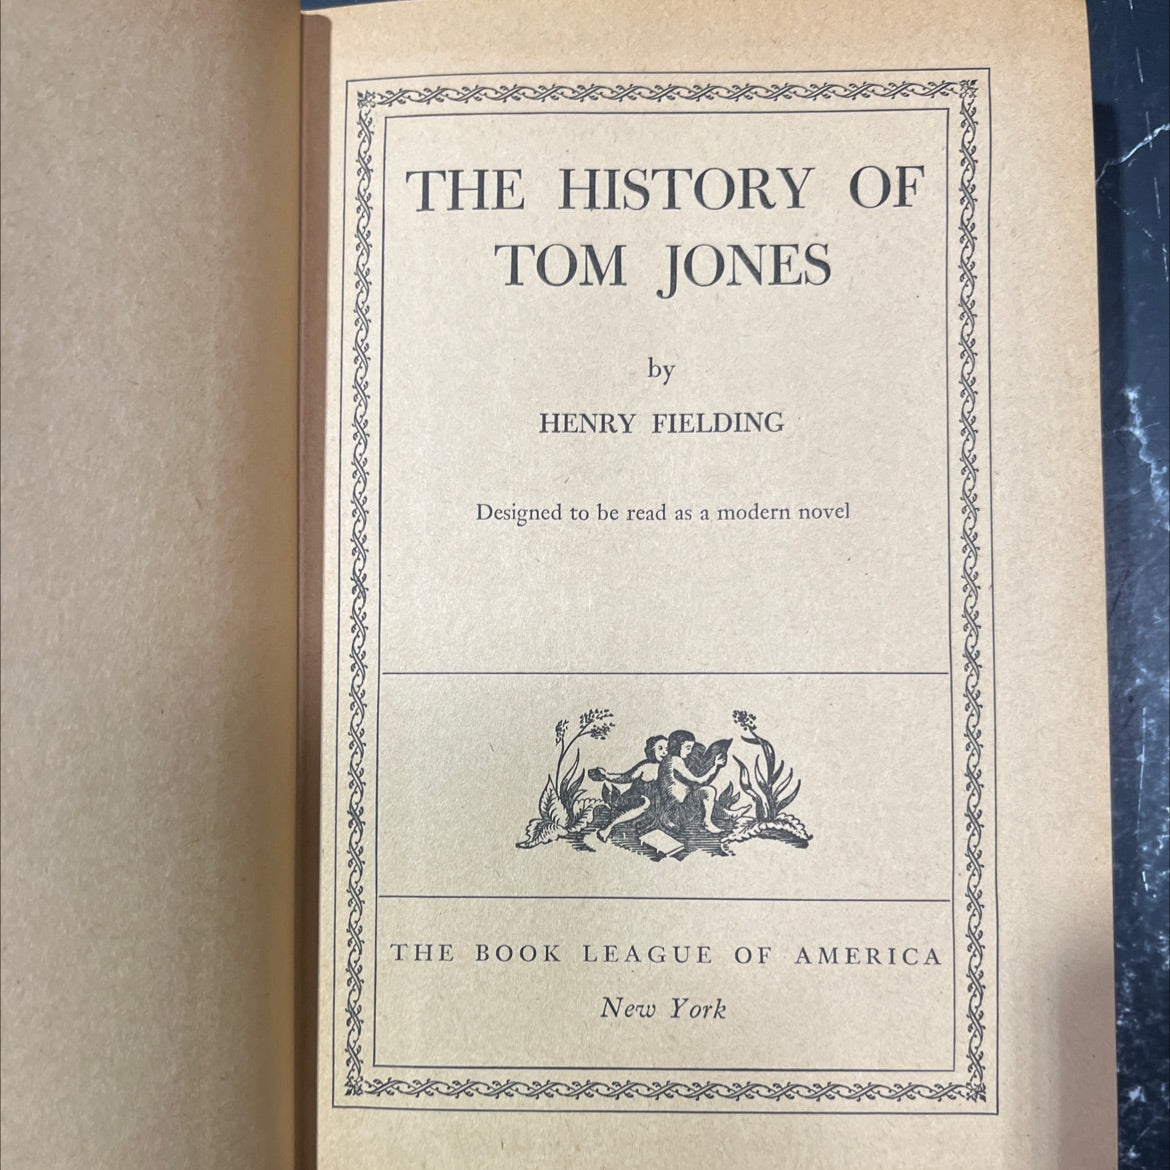 THE HISTORY OF
TOM JONES
by
HENRY FIELDING
Designed to be read as a modern novel
THE BOOK LEAGUE OF AMERICA
New York